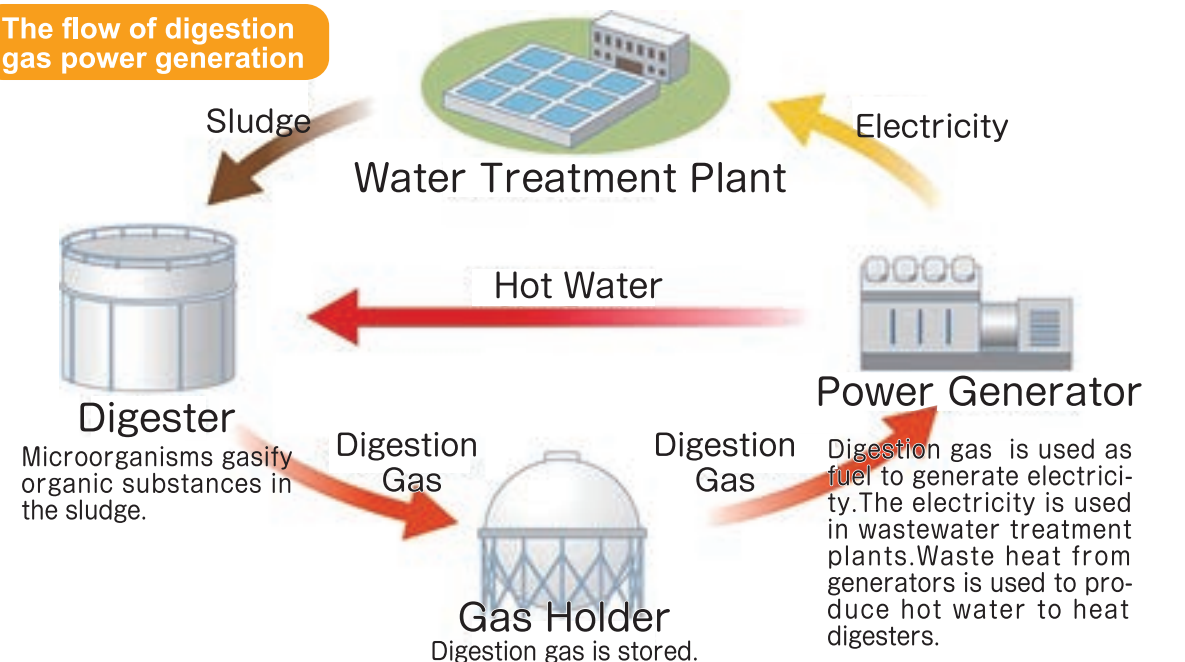 The flow of digestion
gas power generation
Sludge
Electricity
Water Treatment Plant
Hot Water
Digester
Microorganisms gasify
organic substances in
the sludge.
Digestion
Gas
Digestion
Gas
Power Generator
Digestion gas is used as
fuel to generate electrici-
ty.The electricity is used
in wastewater treatment
plants.Waste heat from
generators is used to pro-
duce hot water to heat
digesters.
Gas Holder
Digestion gas is stored.